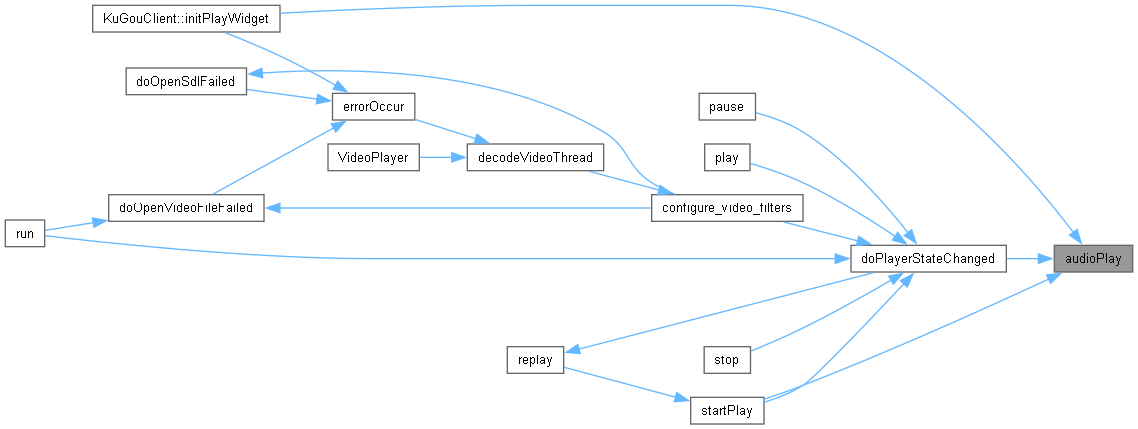 KuGouClient::initPlayWidget
doOpenSdlFailed
errorOccur
pause
VideoPlayer
decodeVideoThread
play
doOpenVideoFileFailed
configure_video_filters
run
doPlayerStateChanged
audioPlay
replay
stop
startPlay